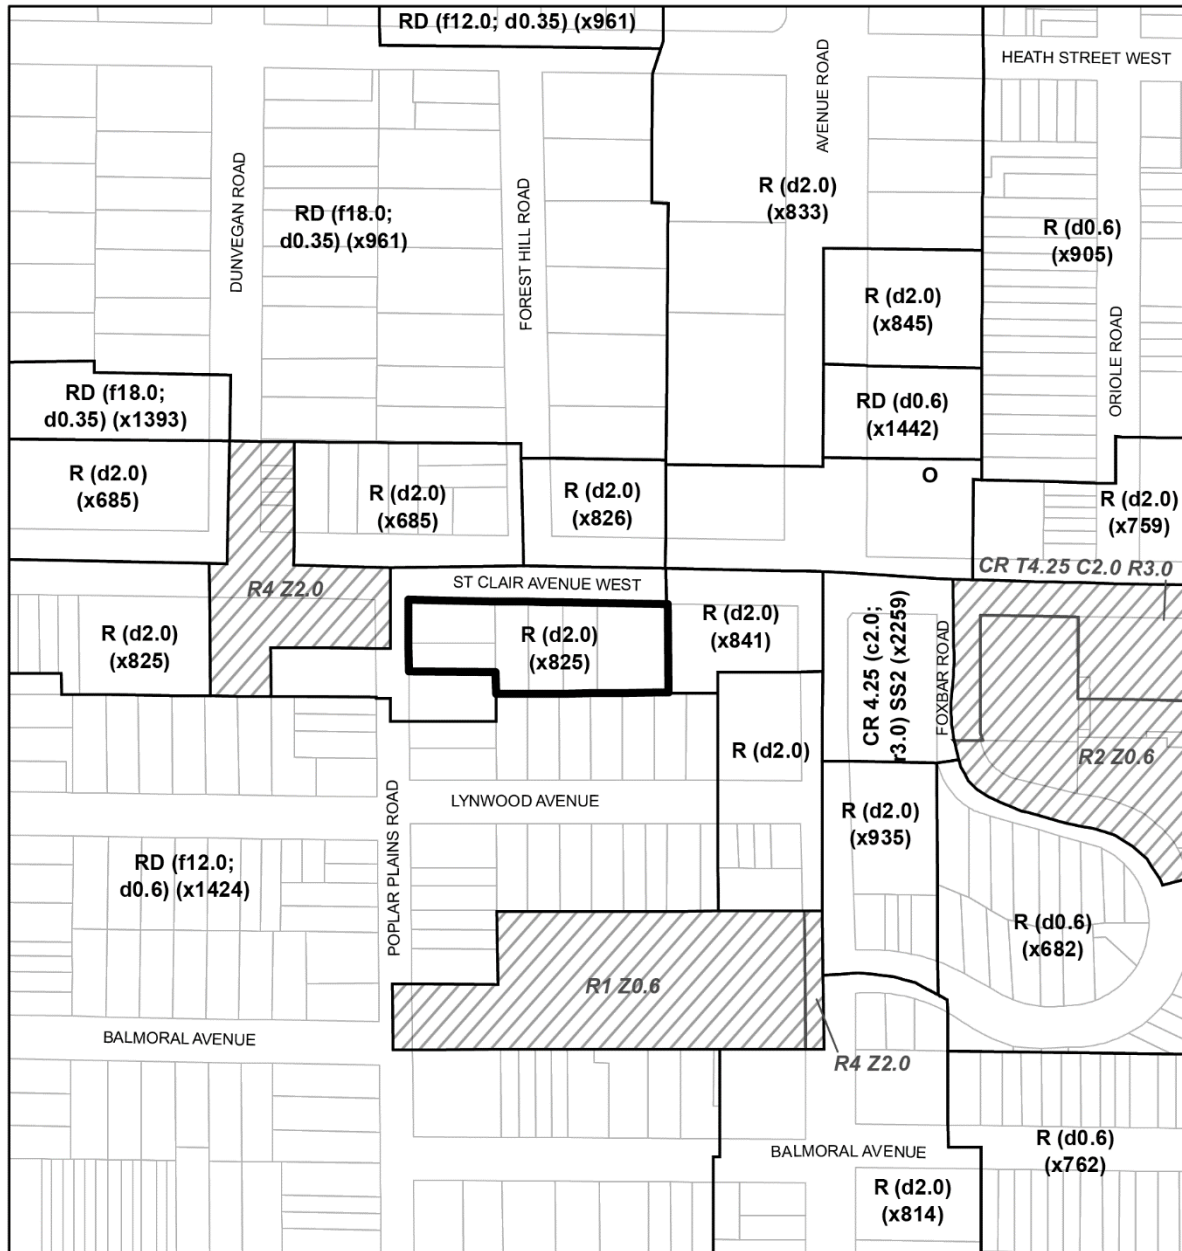 RD (f12.0; d0.35) (x961)
HEATH STREET WEST
AVENUE ROAD
DUNVEGAN ROAD
FOREST HILL ROAD
RD (f18.0;
d0.35) (x961)
R (d2.0)
(x833)
R (d0.6)
(x905)
R (d2.0)
(x845)
ORIOLE ROAD
RD (f18.0;
d0.35) (x1393)
RD (d0.6)
(x1442)
R (d2.0)
(x685)
R (d2.0)
(x685)
R (d2.0)
(x826)
O
R (d2.0)
(x759)
CR T4.25 C2.0 R3.0
ST CLAIR AVENUE WEST
R4 Z2.0
R (d2.0)
(x825)
R (d2.0)
(x825)
R (d2.0)
(x841)
CR 4.25 (c2.0;
r3.0) SS2 (x2259)
FOXBAR ROAD
R (d2.0)
R2 Z0.6
LYNWOOD AVENUE
POPLAR PLAINS ROAD
R (d2.0)
(x935)
RD (f12.0;
d0.6) (x1424)
R (d0.6)
(x682)
R1 Z0.6
BALMORAL AVENUE
R4 Z2.0
BALMORAL AVENUE
R (d0.6)
(x762)
R (d2.0)
(x814)